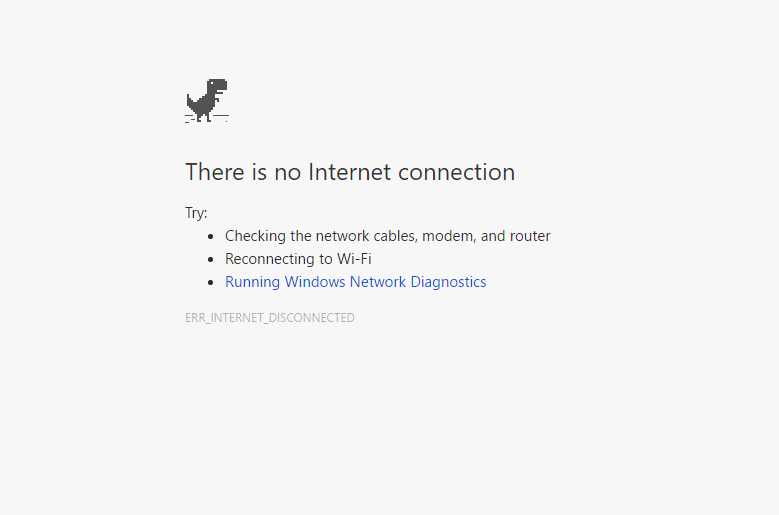 There is no Internet connection
Try:
Checking the network cables, modem, and router
Reconnecting to Wi-Fi
Running Windows Network Diagnostics
ERR_INTERNET_DISCONNECTED